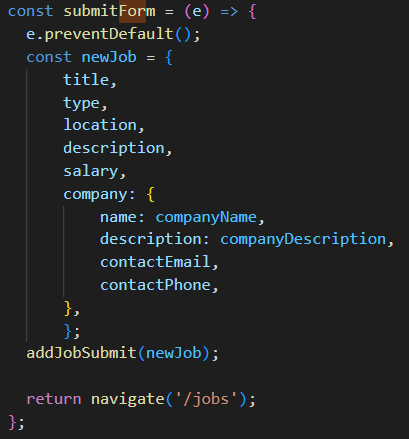 const submitForm = (e) => {
e.preventDefault();
const newJob = {
title,
type,
location,
description,
salary,
company: {
name: companyName,
description: companyDescription,
contactEmail,
contactPhone,
},
};
addJobSubmit(newJob);
return navigate('/jobs');
};